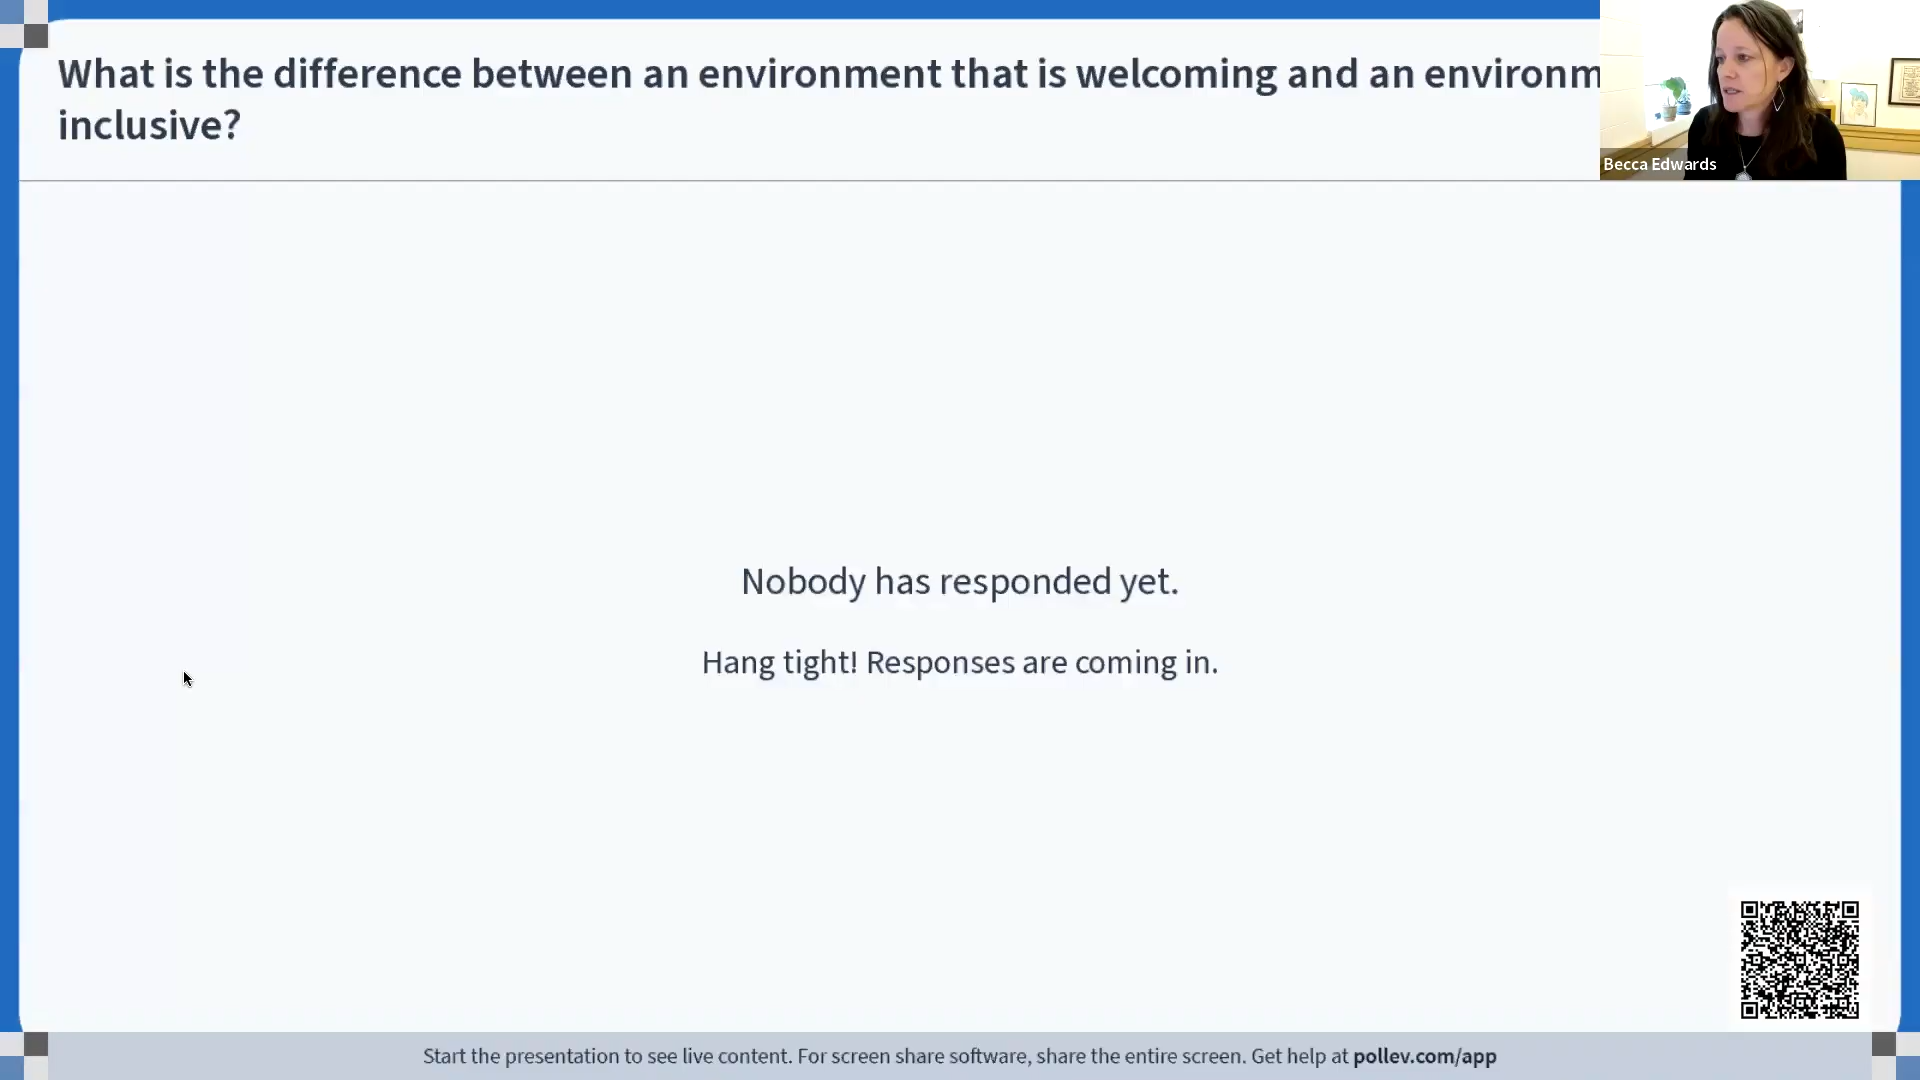 What is the difference between an environment that is welcoming and an environm
inclusive?
Becca Edwards
Nobody has responded yet.
Hang tight! Responses are coming in.
Start the presentation to see live content. For screen share software, share the entire screen. Get help at pollev.com/app